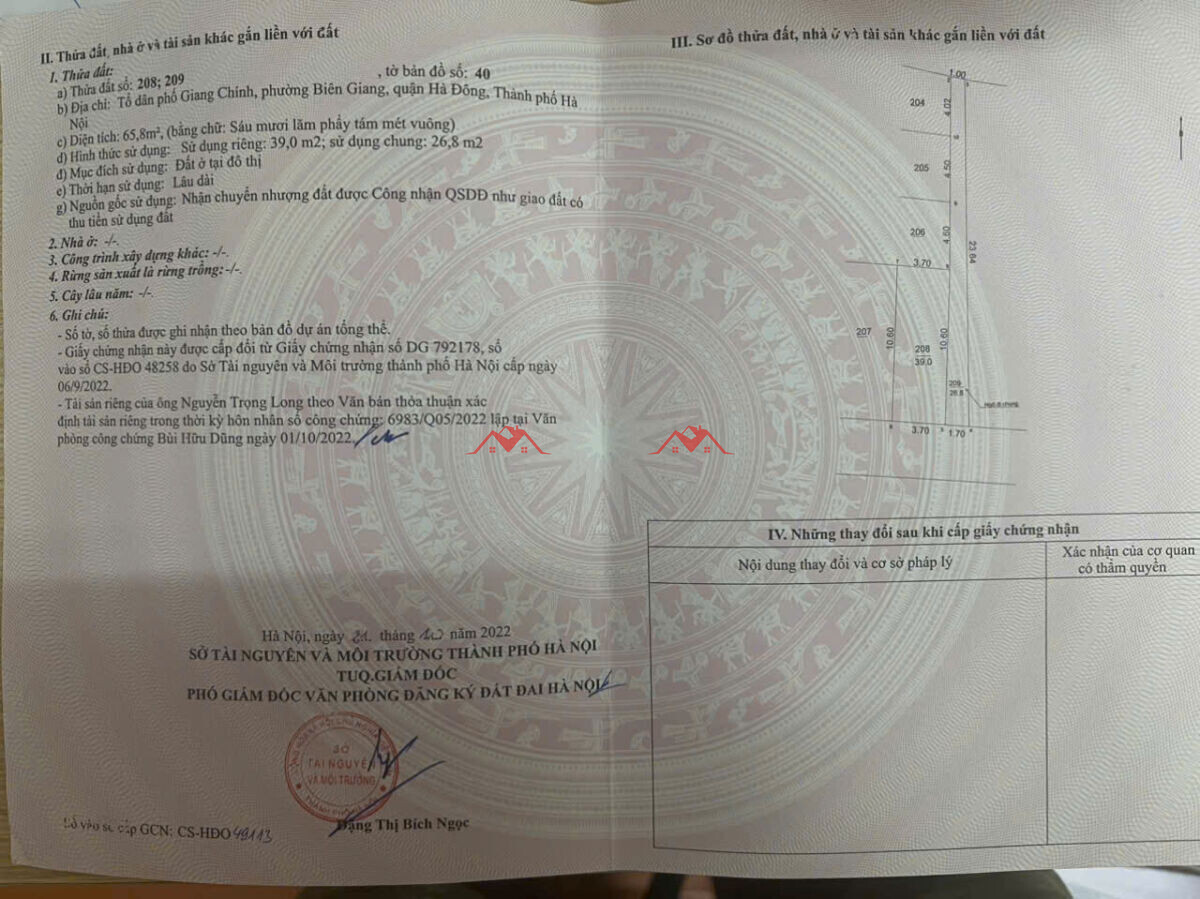 II. Thửa đất, nhà ở và tài sản khác gắn liền với đất
1. Thửa đất:
a) Thửa đất số: 208; 209 , tờ bản đồ số: 40
b) Địa chỉ: Tổ dân phố Giang Chính, phường Biên Giang, quận Hà Đông, Thành phố Hà
Nội
c) Diện tích: 65,8m², (bằng chữ: Sáu mươi lăm phẩy tám mét vuông)
d) Hình thức sử dụng: Sử dụng riêng: 39,0 m2; sử dụng chung: 26,8 m2
đ) Mục đích sử dụng: Đất ở tại đô thị
e) Thời hạn sử dụng: Lâu dài
g) Nguồn gốc sử dụng: Nhận chuyển nhượng đất được Công nhận QSDĐ như giao đất có
thu tiền sử dụng đất
2. Nhà ở: -/-.
3. Công trình xây dựng khác: -/-.
4. Rừng sản xuất là rừng trồng: -/-.
5. Cây lâu năm: -/-.
6. Ghi chú:
- Số tờ, số thửa được ghi nhận theo bản đồ dự án tổng thể.
- Giấy chứng nhận này được cấp đổi từ Giấy chứng nhận số DG 792178, số
vào sổ CS-HĐO 48258 do Sở Tài nguyên và Môi trường thành phố Hà Nội cấp ngày
06/9/2022.
- Tài sản riêng của ông Nguyễn Trọng Long theo Văn bản thỏa thuận xác
định tài sản riêng trong thời kỳ hôn nhân số công chứng: 6983/Q05/2022 lập tại Văn
phòng công chứng Bùi Hữu Dũng ngày 01/10/2022.
Hà Nội, ngày 21. tháng 10 năm 2022
SỞ TÀI NGUYÊN VÀ MÔI TRƯỜNG THÀNH PHỐ HÀ NỘI
TUQ.GIÁM ĐỐC
PHÓ GIÁM ĐỐC VĂN PHÒNG ĐĂNG KÝ ĐẤT ĐAI HÀ NỘI
SỞ
TÀI NGUYÊN
VÀ MÔI TRƯỜNG
Đặng Thị Bích Ngọc
Số vào sổ cấp GCN: CS-HĐO 49113
III. Sơ đồ thửa đất, nhà ở và tài sản khác gắn liền với đất
1.00
204
4.02
205
4.50
206
4.50
23.64
3.70
207
10.60
10.60
208
39.0
209
26.8
3.70
1.70
IV. Những thay đổi sau khi cấp giấy chứng nhận
Nội dung thay đổi và cơ sở pháp lý
Xác nhận của cơ quan
có thẩm quyền